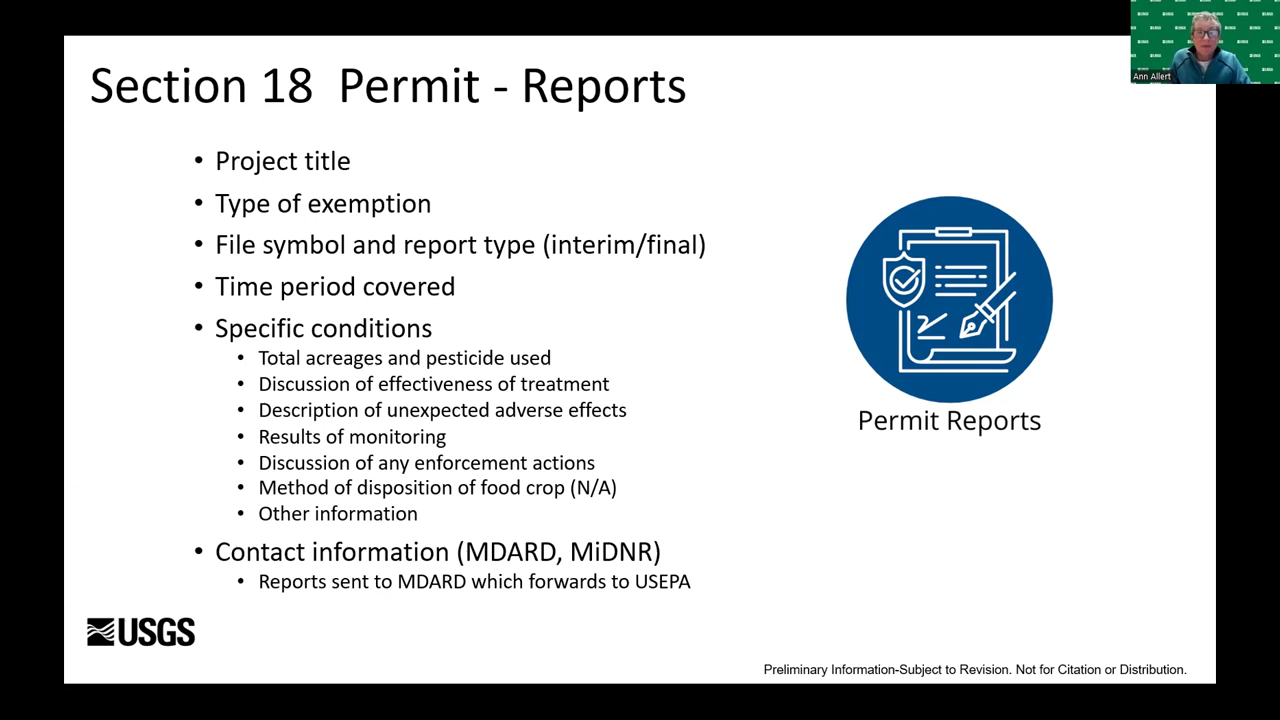 Section 18  Permit - Reports
• Project title
• Type of exemption
• File symbol and report type (interim/final)
• Time period covered
• Specific conditions
• Total acreages and pesticide used
• Discussion of effectiveness of treatment
• Description of unexpected adverse effects
• Results of monitoring
• Discussion of any enforcement actions
• Method of disposition of food crop (N/A)
• Other information
• Contact information (MDARD, MiDNR)
• Reports sent to MDARD which forwards to USEPA
Permit Reports
USGS
Preliminary Information-Subject to Revision. Not for Citation or Distribution.
Ann Allert